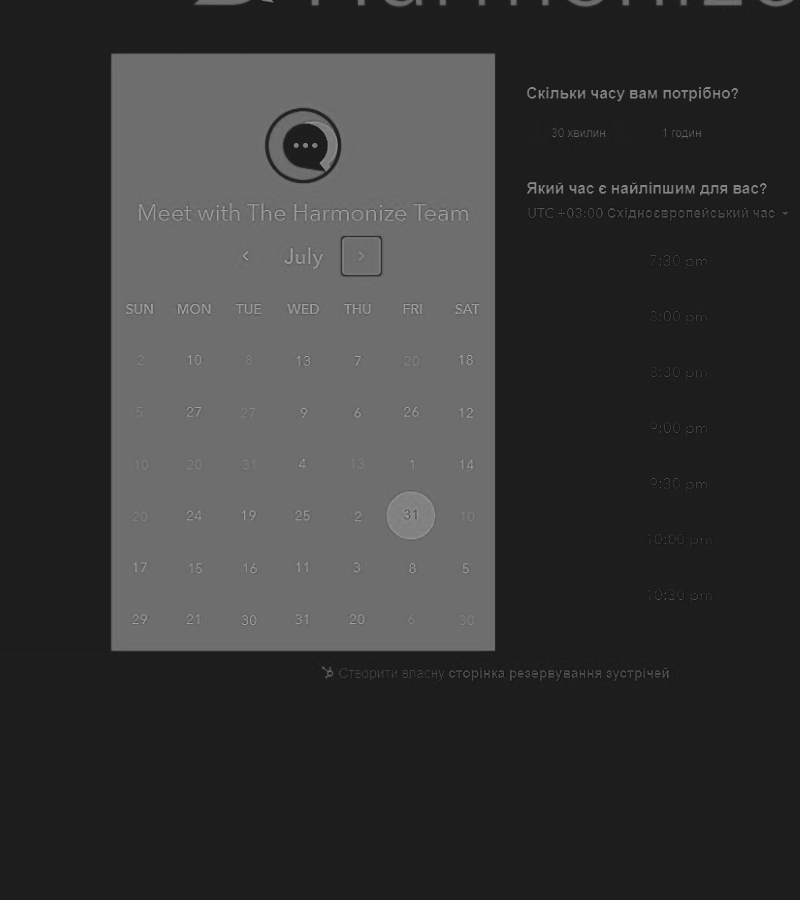 Harmonize
Meet with The Harmonize Team
July
SUN MON TUE WED THU FRI SAT
2 10 8 13 7 20 18
5 27 27 9 6 26 12
10 20 31 4 13 1 14
20 24 19 25 2 31 10
17 15 16 11 3 8 5
29 21 30 31 20 6 30
Скільки часу вам потрібно?
30 хвилин 1 годин
Який час є найліпшим для вас?
UTC +03:00 Східноєвропейський час
7:30 pm
8:00 pm
8:30 pm
9:00 pm
9:30 pm
10:00 pm
10:30 pm
Створити власну сторінка резервування зустрічей